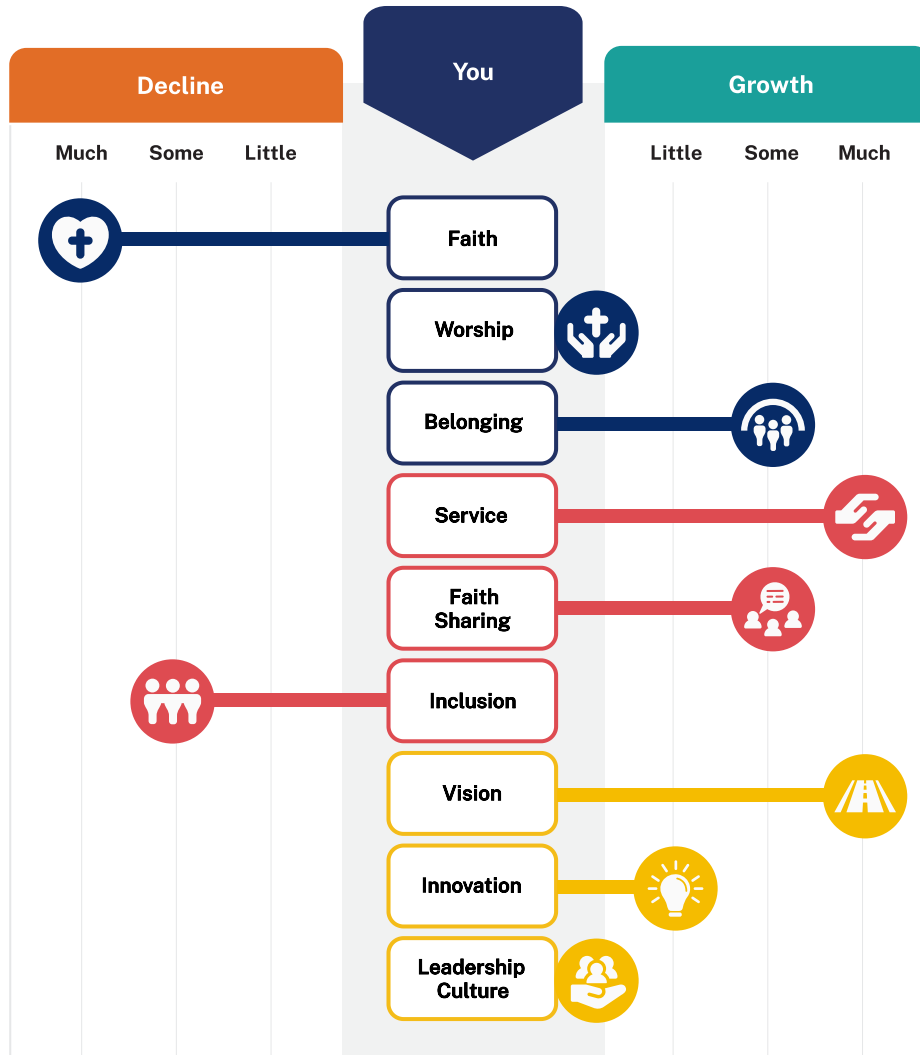 Decline
You
Growth
Much Some Little
Little Some Much
Faith
Worship
Belonging
Service
Faith
Sharing
Inclusion
Vision
Innovation
Leadership
Culture